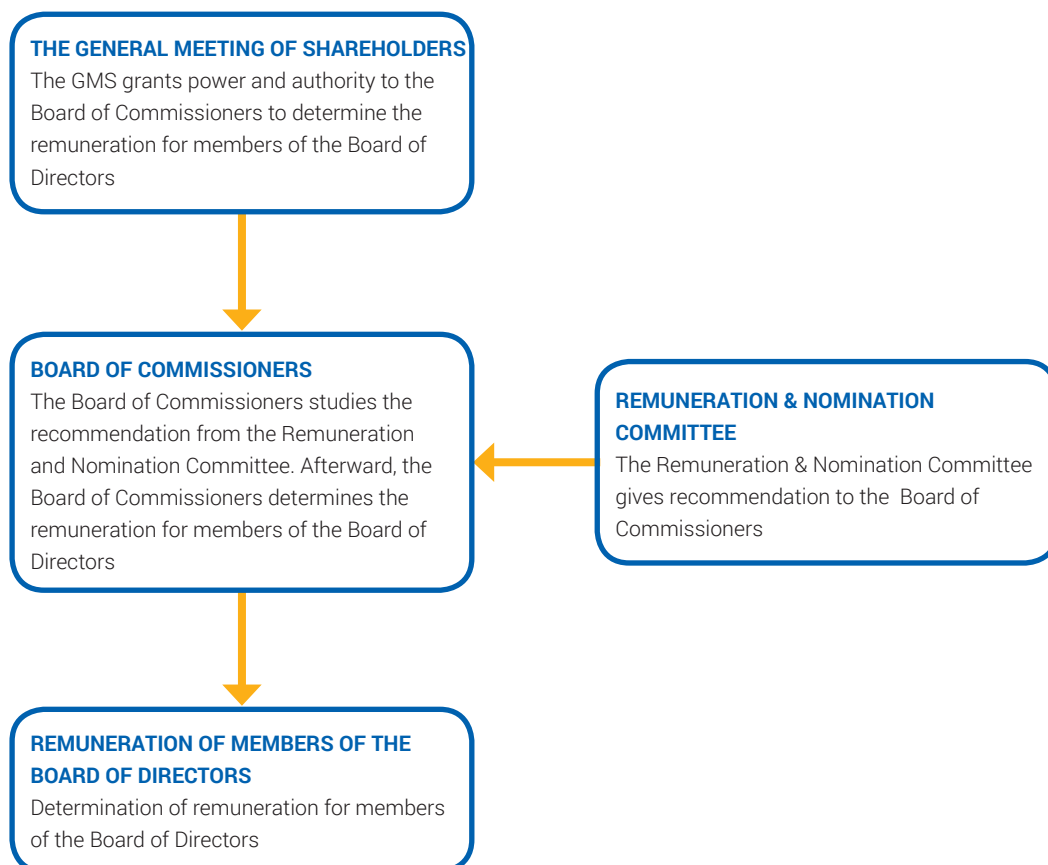 THE GENERAL MEETING OF SHAREHOLDERS
The GMS grants power and authority to the
Board of Commissioners to determine the
remuneration for members of the Board of
Directors
BOARD OF COMMISSIONERS
The Board of Commissioners studies the
recommendation from the Remuneration
and Nomination Committee. Afterward, the
Board of Commissioners determines the
remuneration for members of the Board of
Directors
REMUNERATION & NOMINATION
COMMITTEE
The Remuneration & Nomination Committee
gives recommendation to the Board of
Commissioners
REMUNERATION OF MEMBERS OF THE
BOARD OF DIRECTORS
Determination of remuneration for members
of the Board of Directors